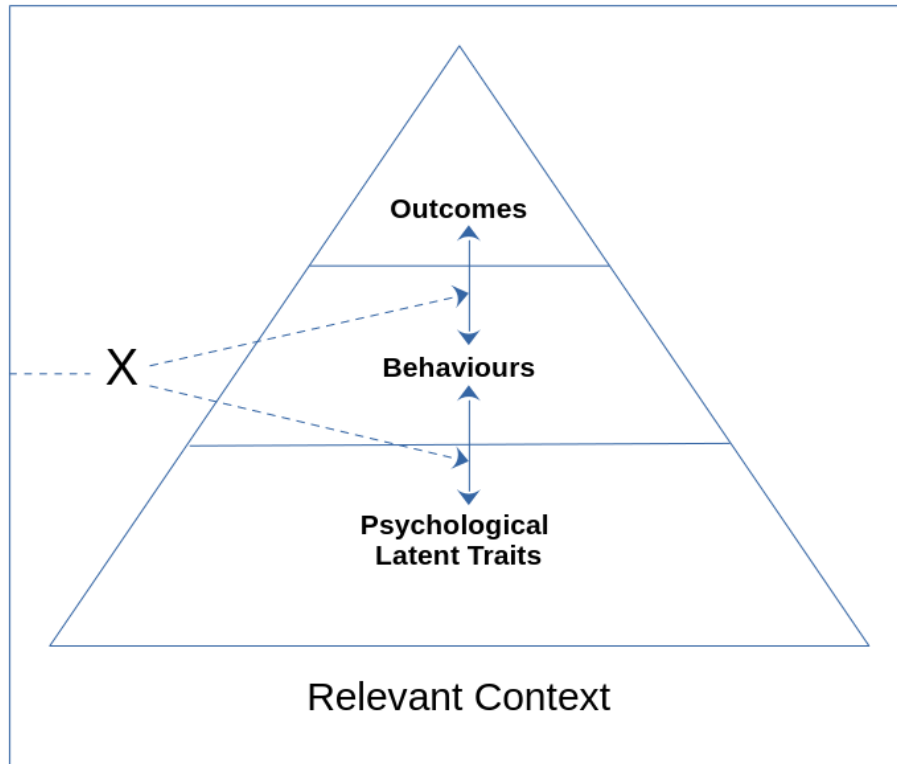 Outcomes
X
Behaviours
Psychological
Latent Traits
Relevant Context